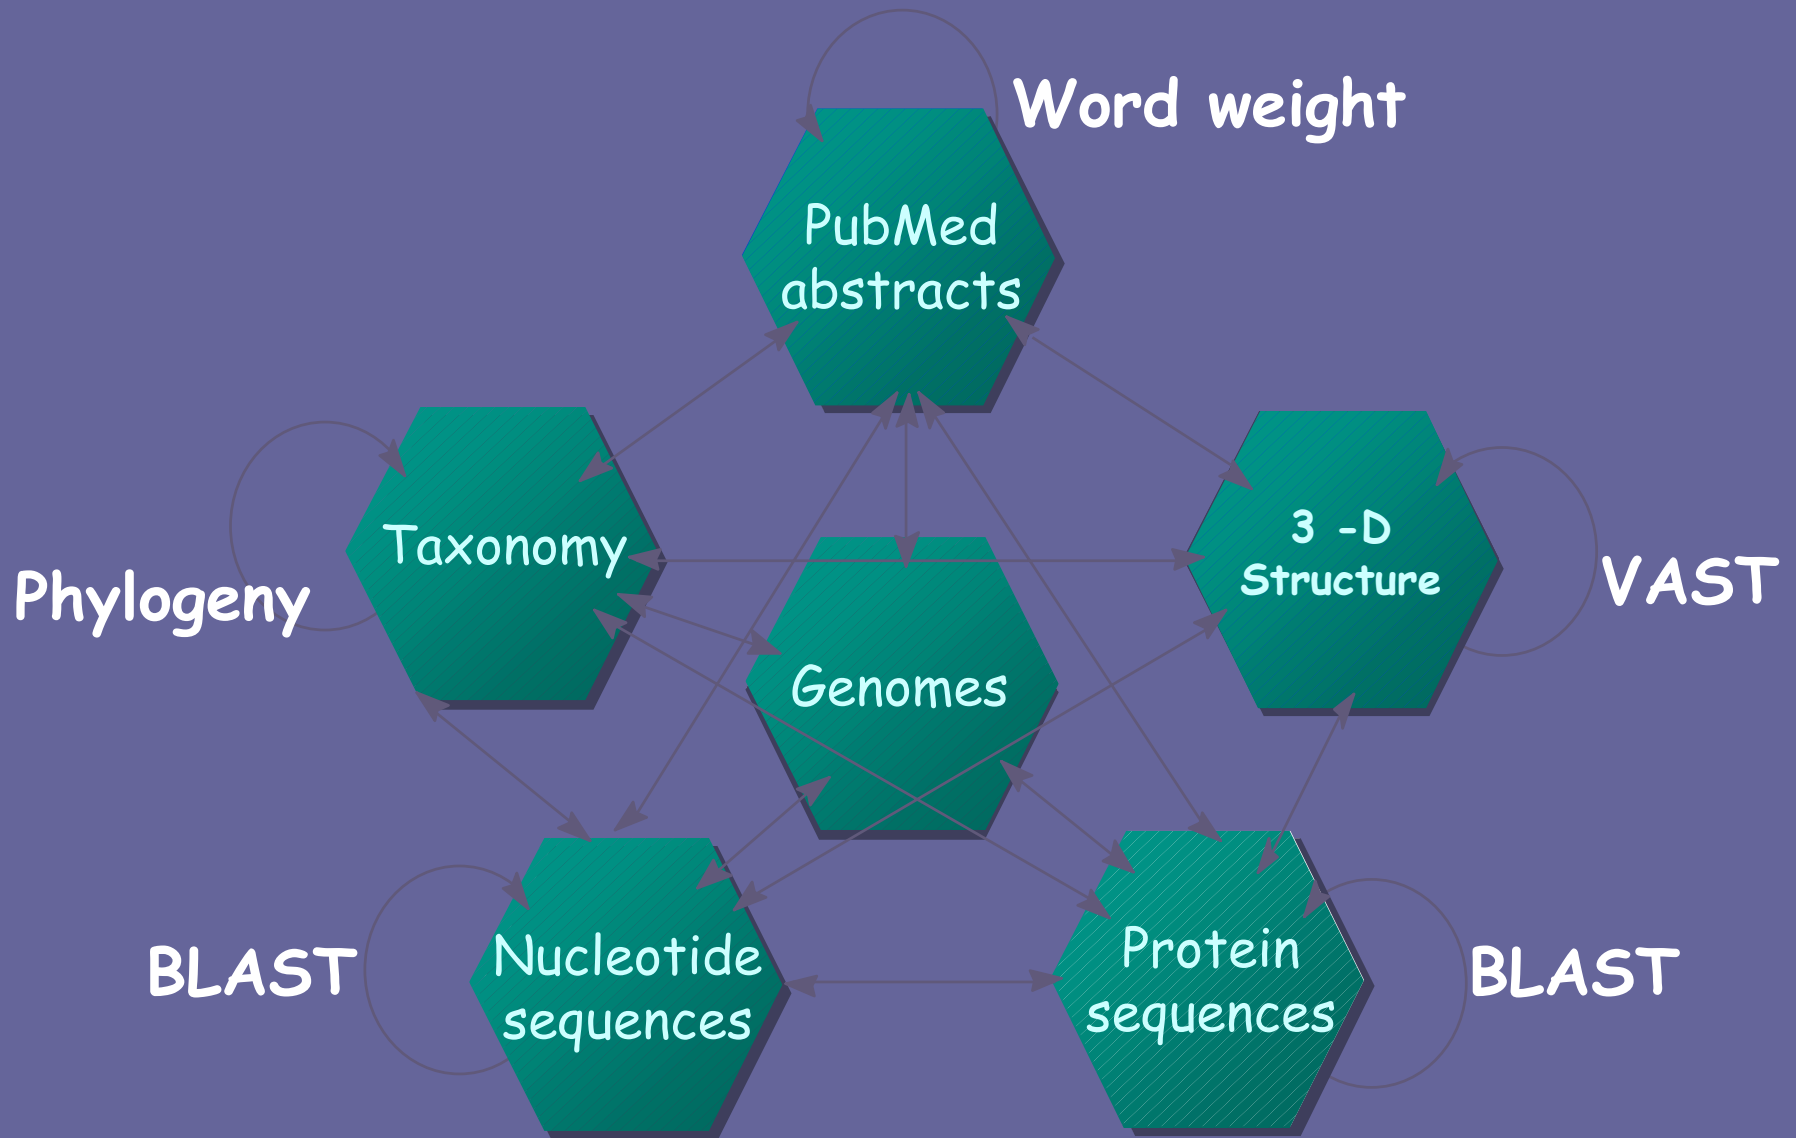 Word weight
PubMed
abstracts
Taxonomy
3 -D
Structure
Phylogeny
VAST
Genomes
BLAST
Nucleotide
sequences
Protein
sequences
BLAST